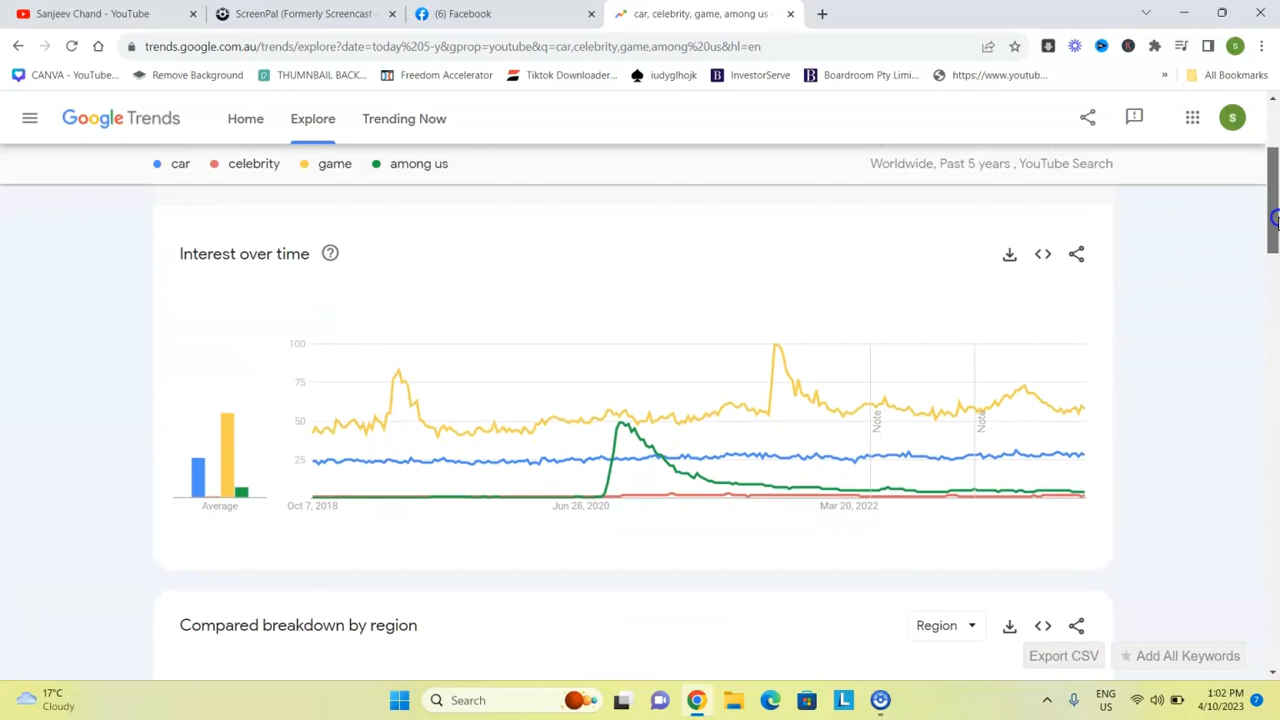 Sanjeev Chand - YouTube
ScreenPal (Formerly Screencast-
(6) Facebook
car, celebrity, game, among us -
trends.google.com.au/trends/explore?date=today%205-y&gprop=youtube&q=car,celebrity,game,among%20us&hl=en
CANVA - YouTube...
Remove Background
THUMNBAIL BACK...
Freedom Accelerator
Tiktok Downloader...
iudyglhojk
InvestorServe
Boardroom Pty Limi...
https://www.youtub...
»
All Bookmarks
Google Trends
Home
Explore
Trending Now
S
car
celebrity
game
among us
Worldwide, Past 5 years , YouTube Search
Interest over time
100
75
50
25
Note
Note
Average
Oct 7, 2018
Jun 28, 2020
Mar 20, 2022
Compared breakdown by region
Region
Export CSV
Add All Keywords
17°C
Cloudy
Search
ENG
US
1:02 PM
4/10/2023
7